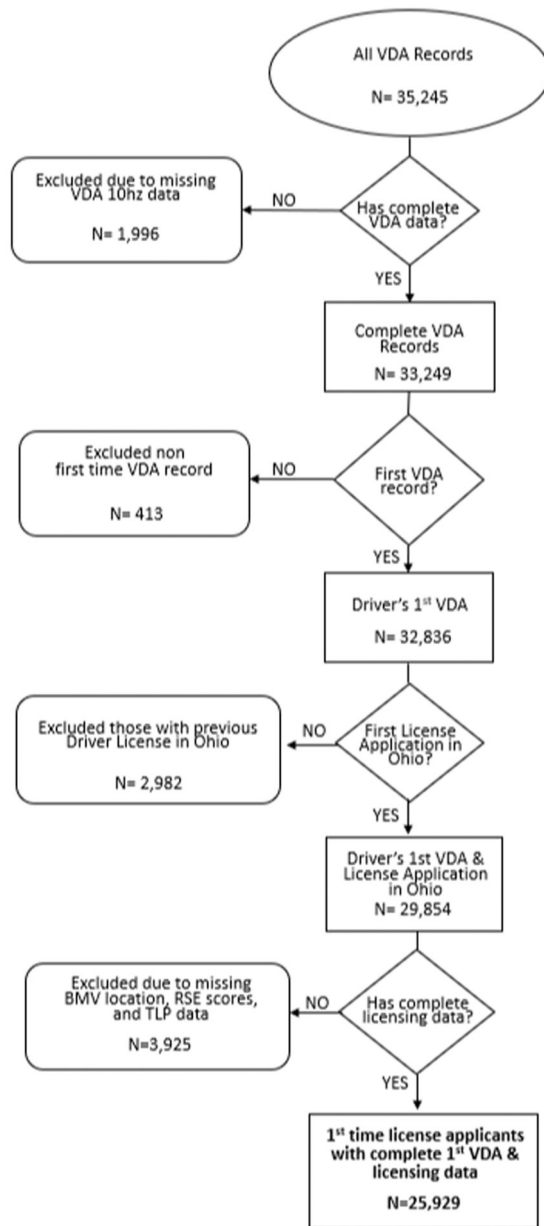 All VDA Records
N= 35,245
Excluded due to missing
VDA 10hz data
N= 1,996
NO
Has complete
VDA data?
YES
Complete VDA
Records
N= 33,249
Excluded non
first time VDA record
N= 413
NO
First VDA
record?
YES
Driver's 1st VDA
N= 32,836
Excluded those with previous
Driver License in Ohio
N= 2,982
NO
First License
Application in
Ohio?
YES
Driver's 1st VDA &
License Application
in Ohio
N= 29,854
Excluded due to missing
BMV location, RSE scores,
and TLP data
N=3,925
NO
Has complete
licensing data?
YES
1st time license applicants
with complete 1st VDA &
licensing data
N=25,929